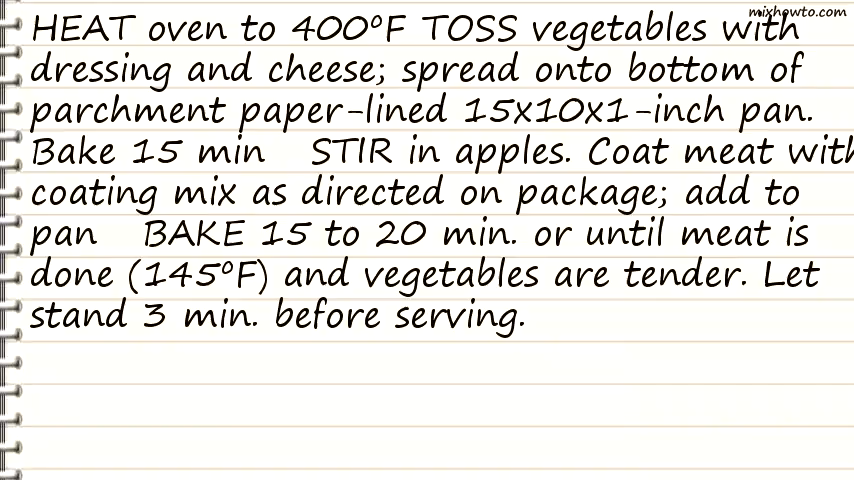 mixhowto.com
HEAT oven to 400ºF TOSS vegetables with
dressing and cheese; spread onto bottom of
parchment paper-lined 15x10x1-inch pan.
Bake 15 min   STIR in apples. Coat meat with
coating mix as directed on package; add to
pan   BAKE 15 to 20 min. or until meat is
done (145ºF) and vegetables are tender. Let
stand 3 min. before serving.